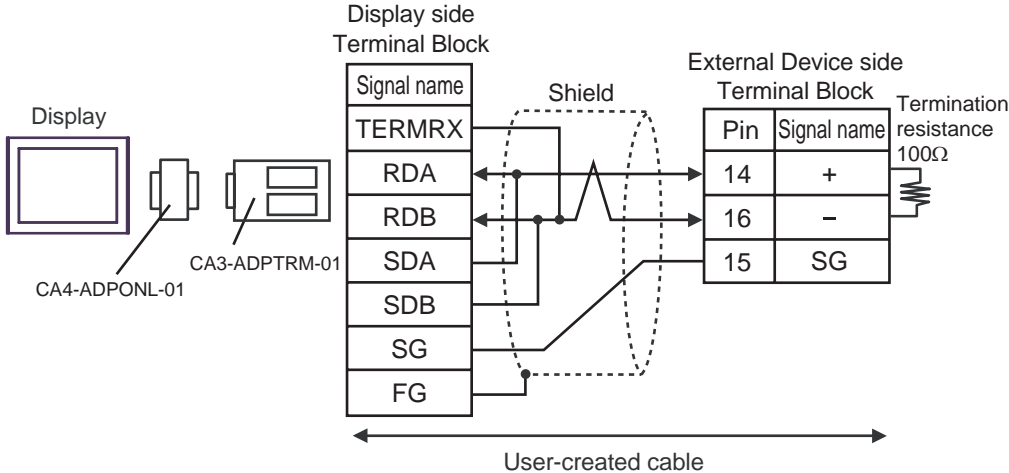 Display side
Terminal Block
External Device side
Terminal Block
Signal name
Shield
Termination
resistance
100Ω
Display
TERMRX
Pin
Signal name
RDA
14
+
RDB
16
−
SDA
15
SG
CA3-ADPTRM-01
CA4-ADPONL-01
SDB
SG
FG
User-created cable